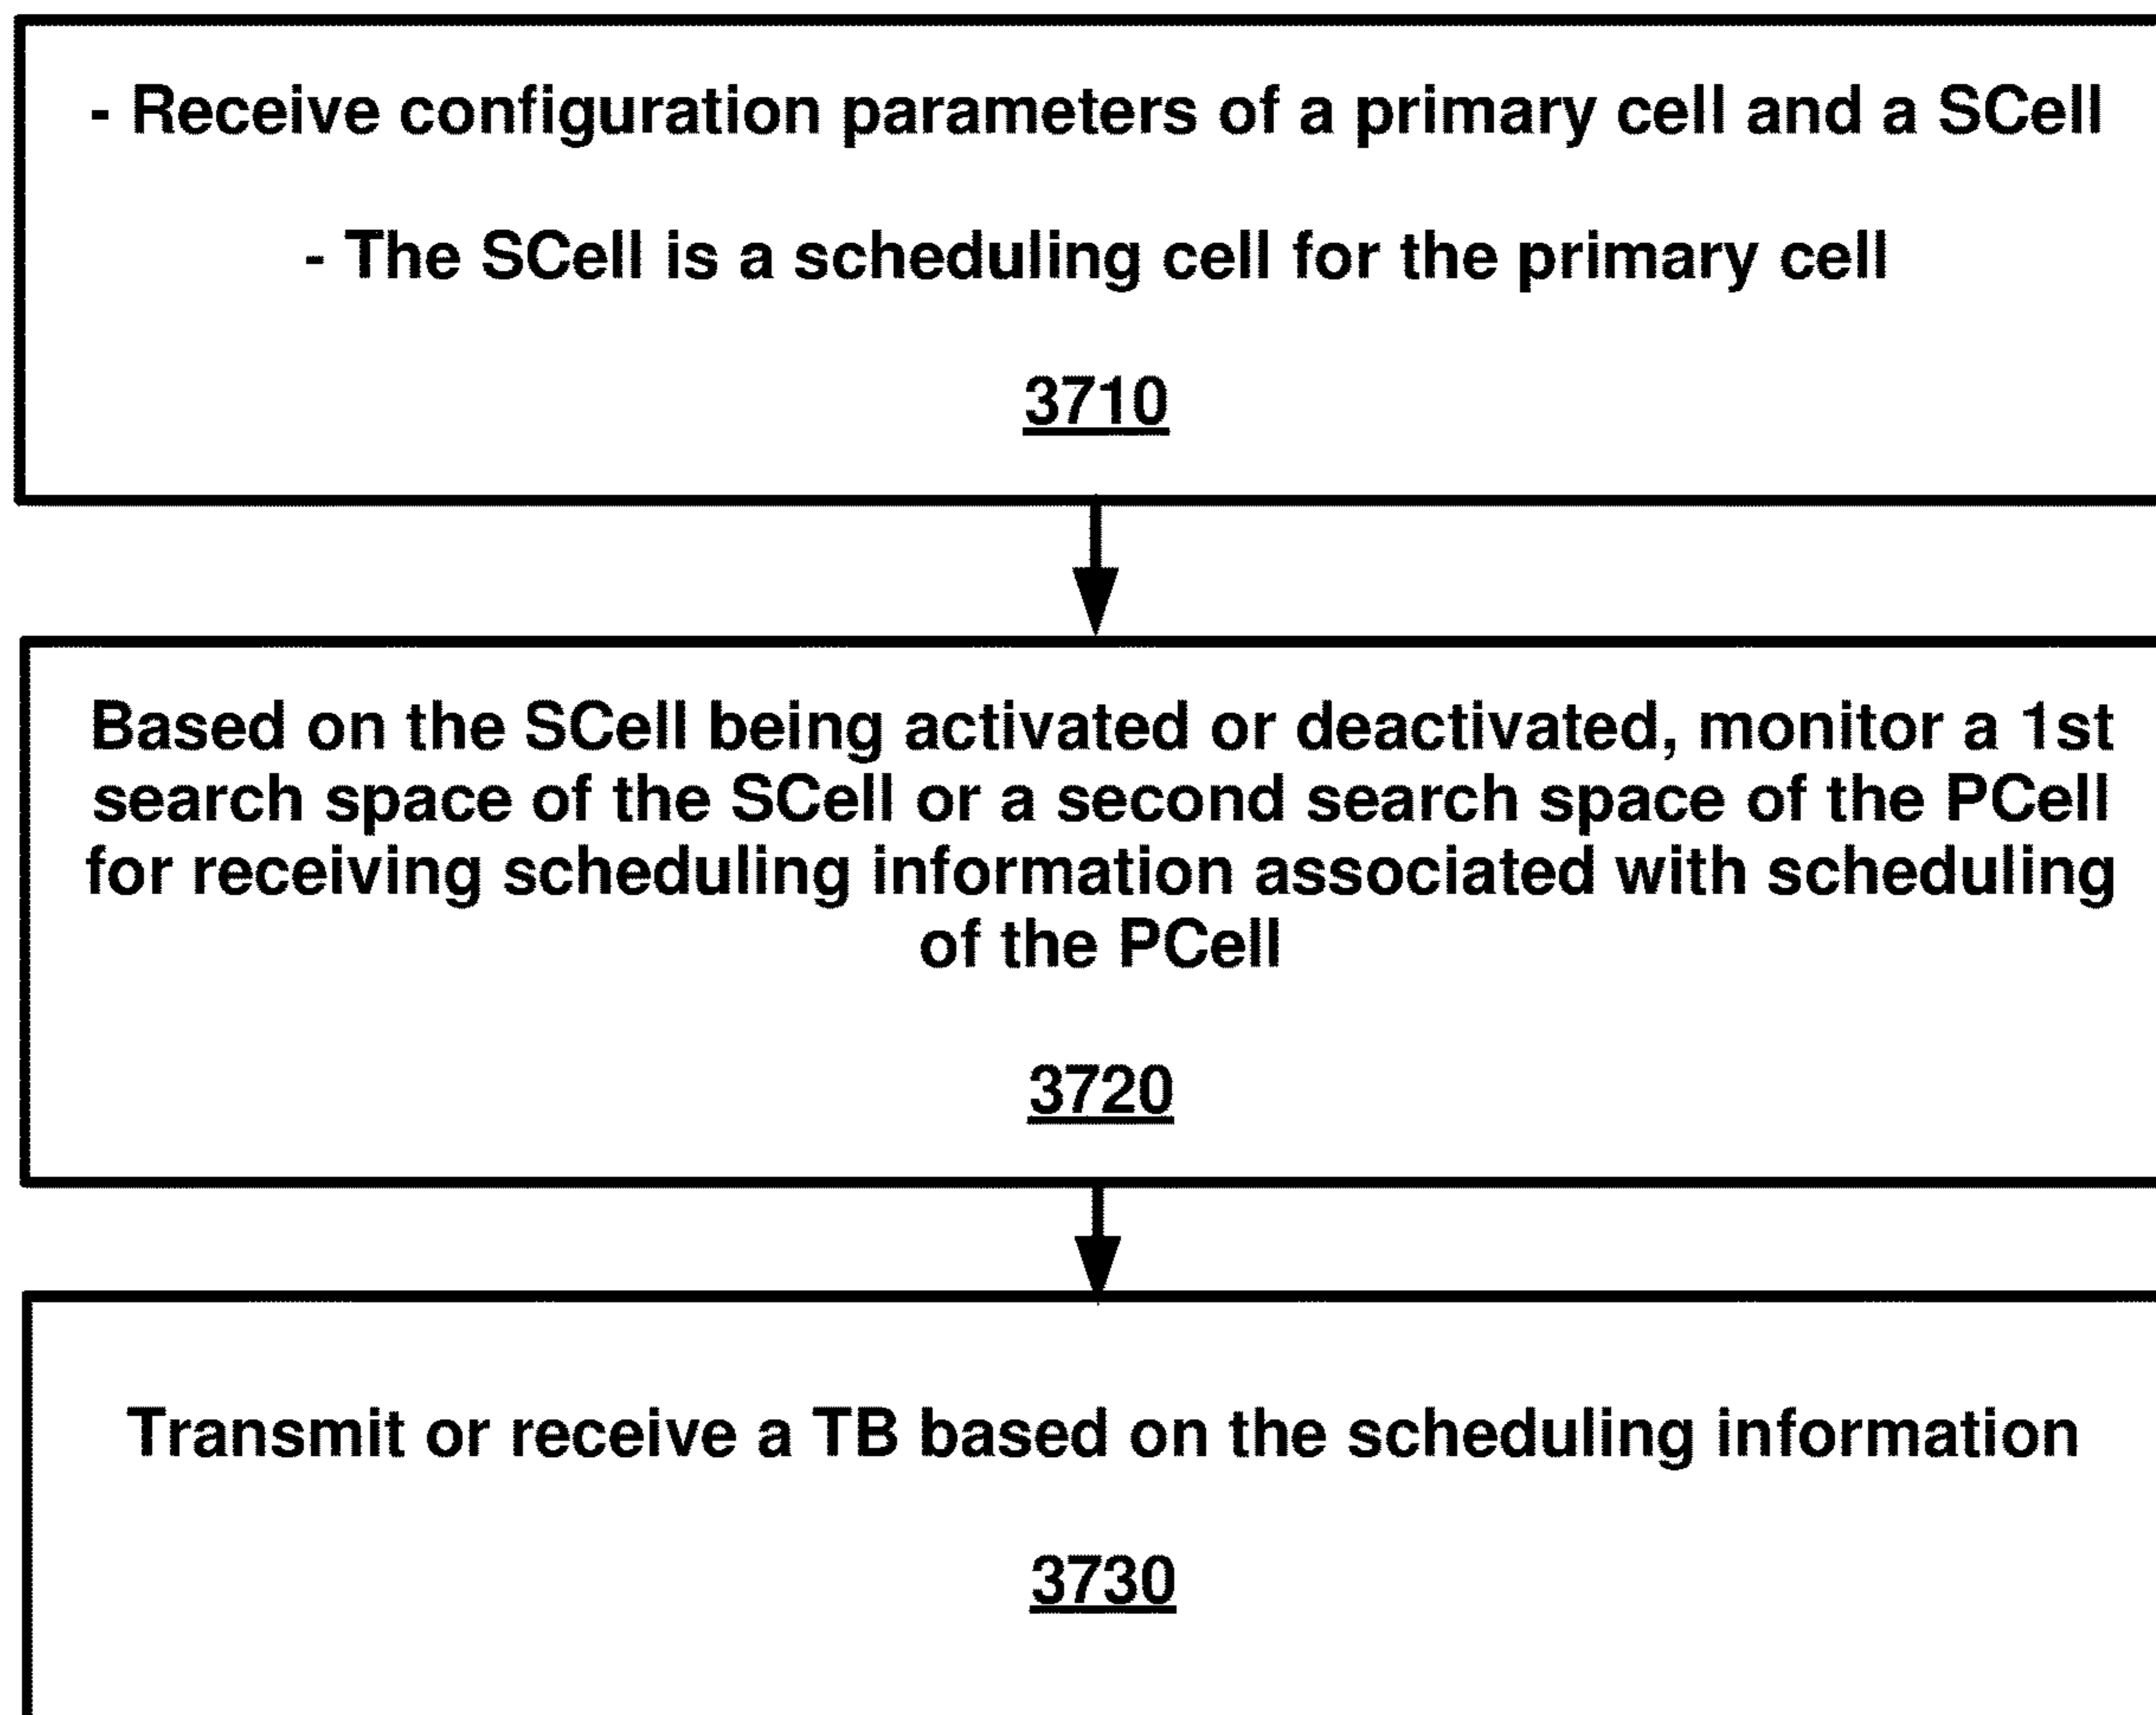 - Receive configuration parameters of a primary cell and a SCell
- The SCell is a scheduling cell for the primary cell
3710
Based on the SCell being activated or deactivated, monitor a 1st
search space of the SCell or a second search space of the PCell
for receiving scheduling information associated with scheduling
of the PCell
3720
Transmit or receive a TB based on the scheduling information
3730